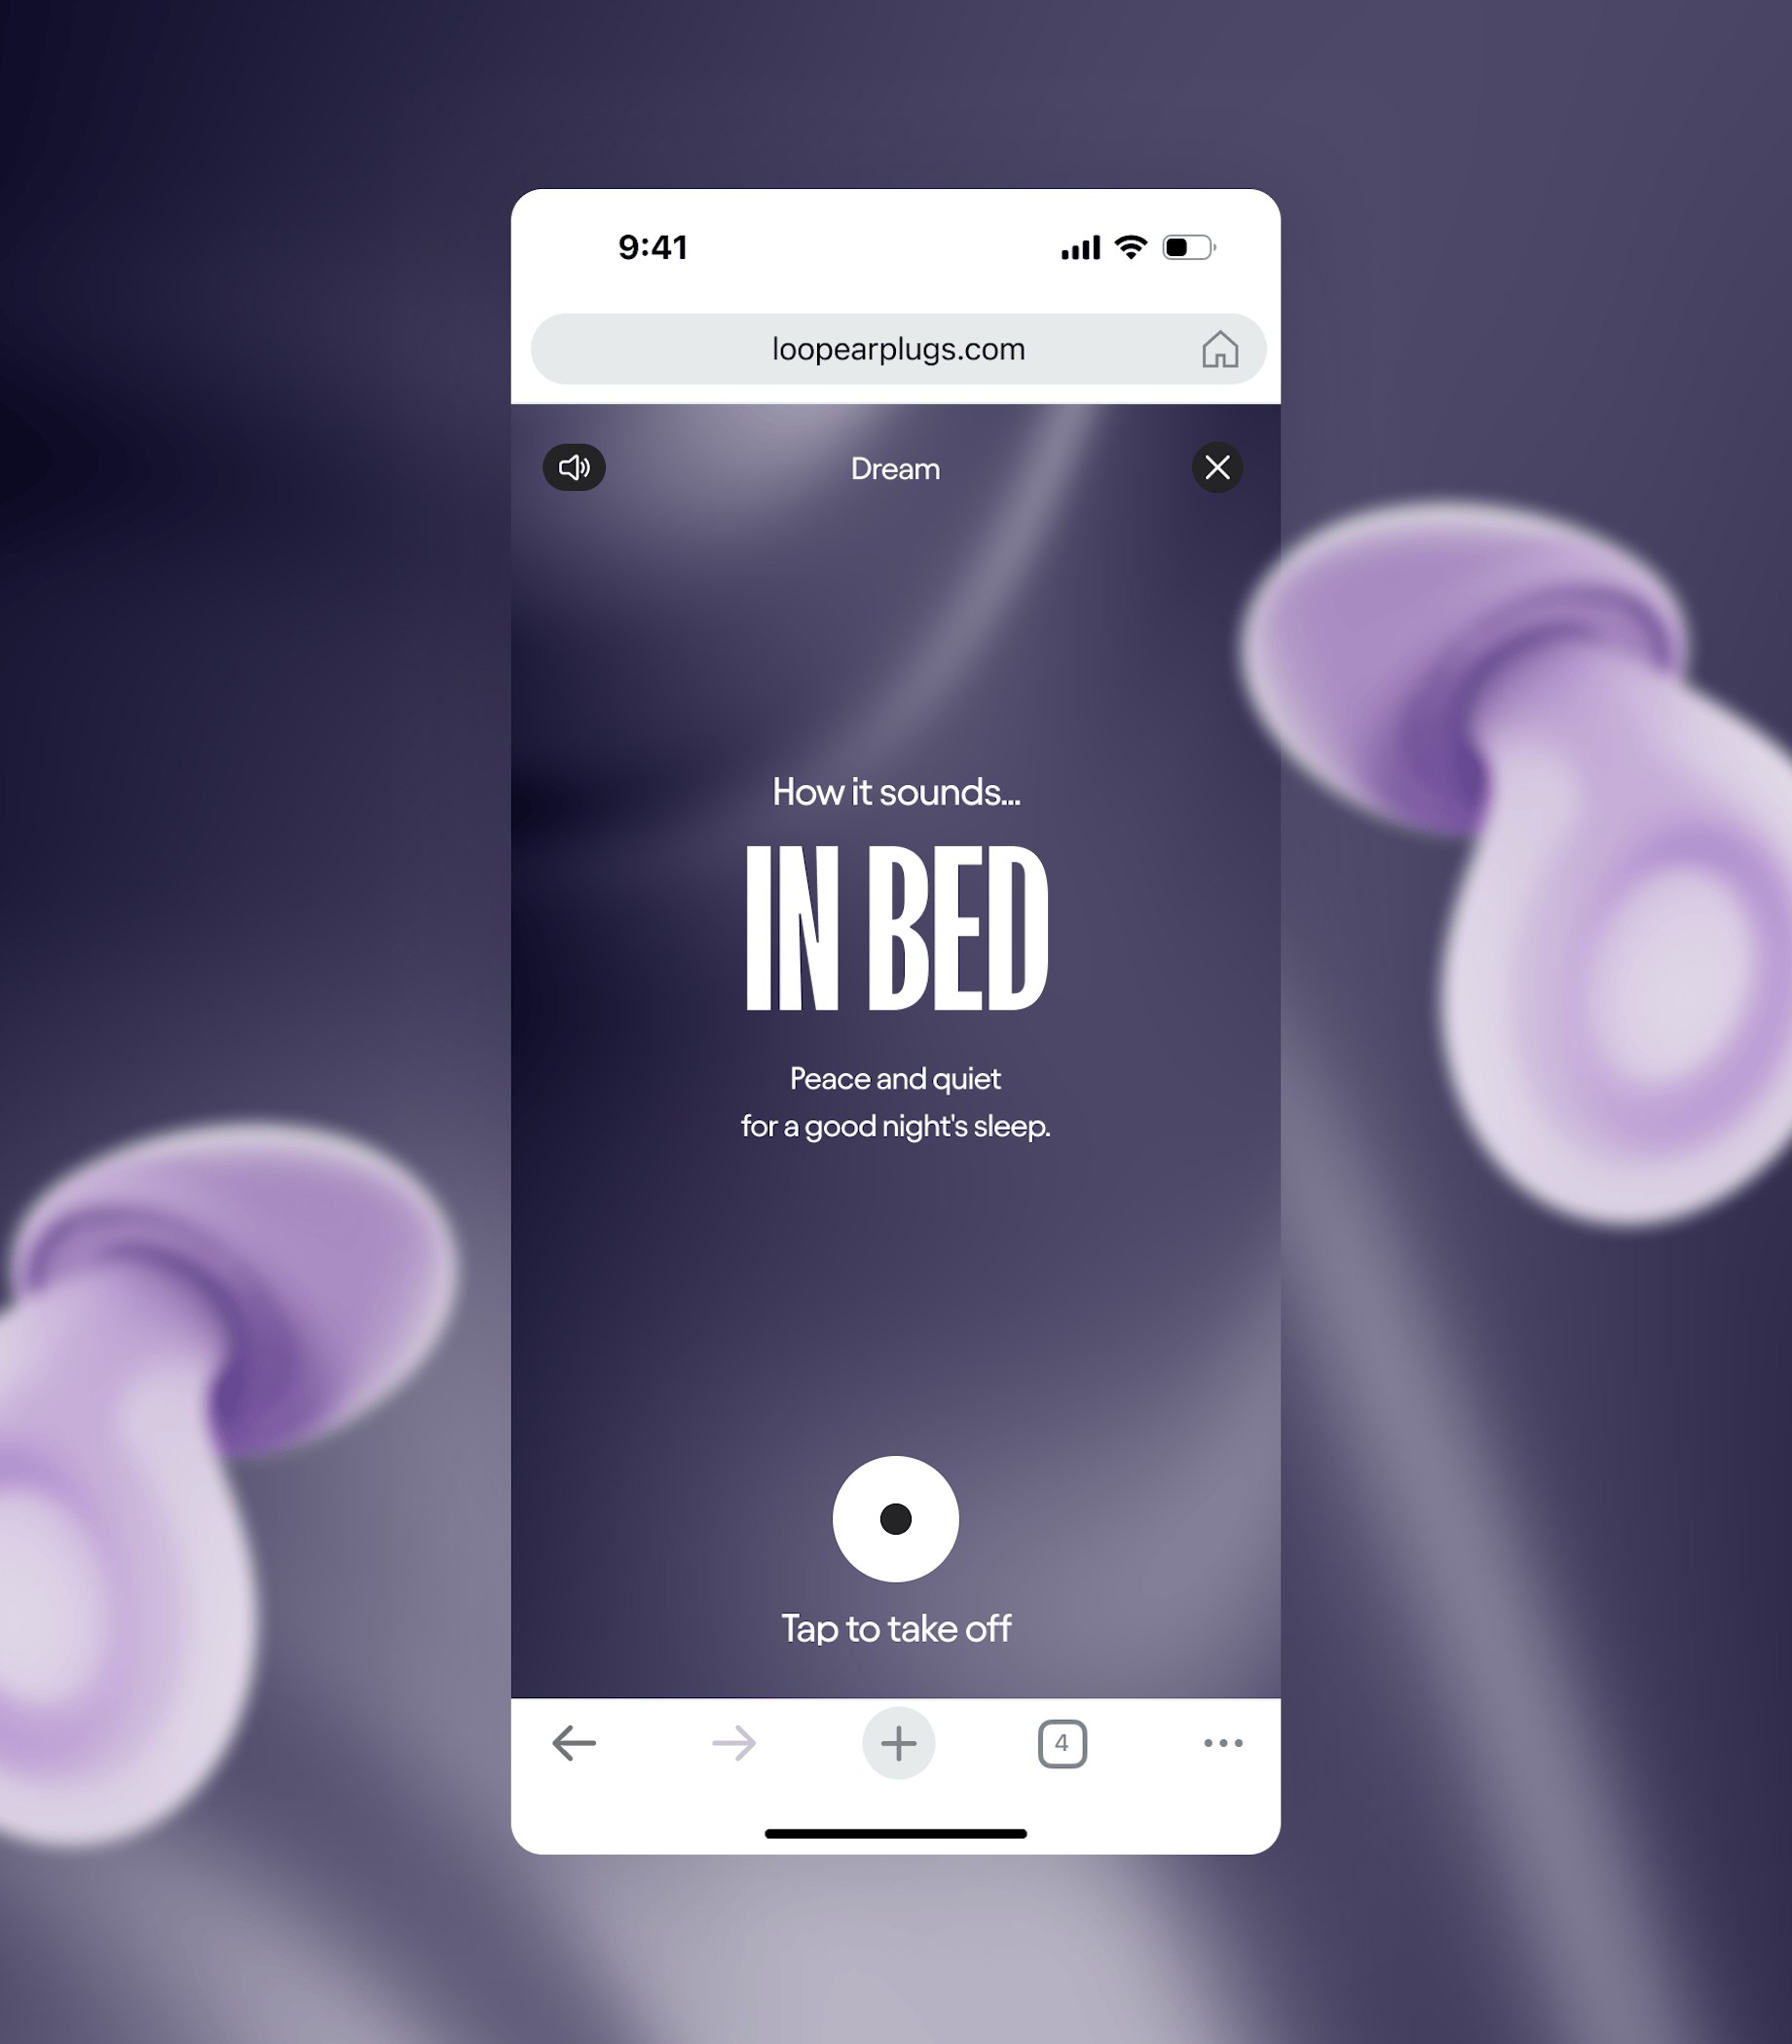 9:41
loopearplugs.com
Dream
How it sounds...
IN BED
Peace and quiet
for a good night's sleep.
Tap to take off
4